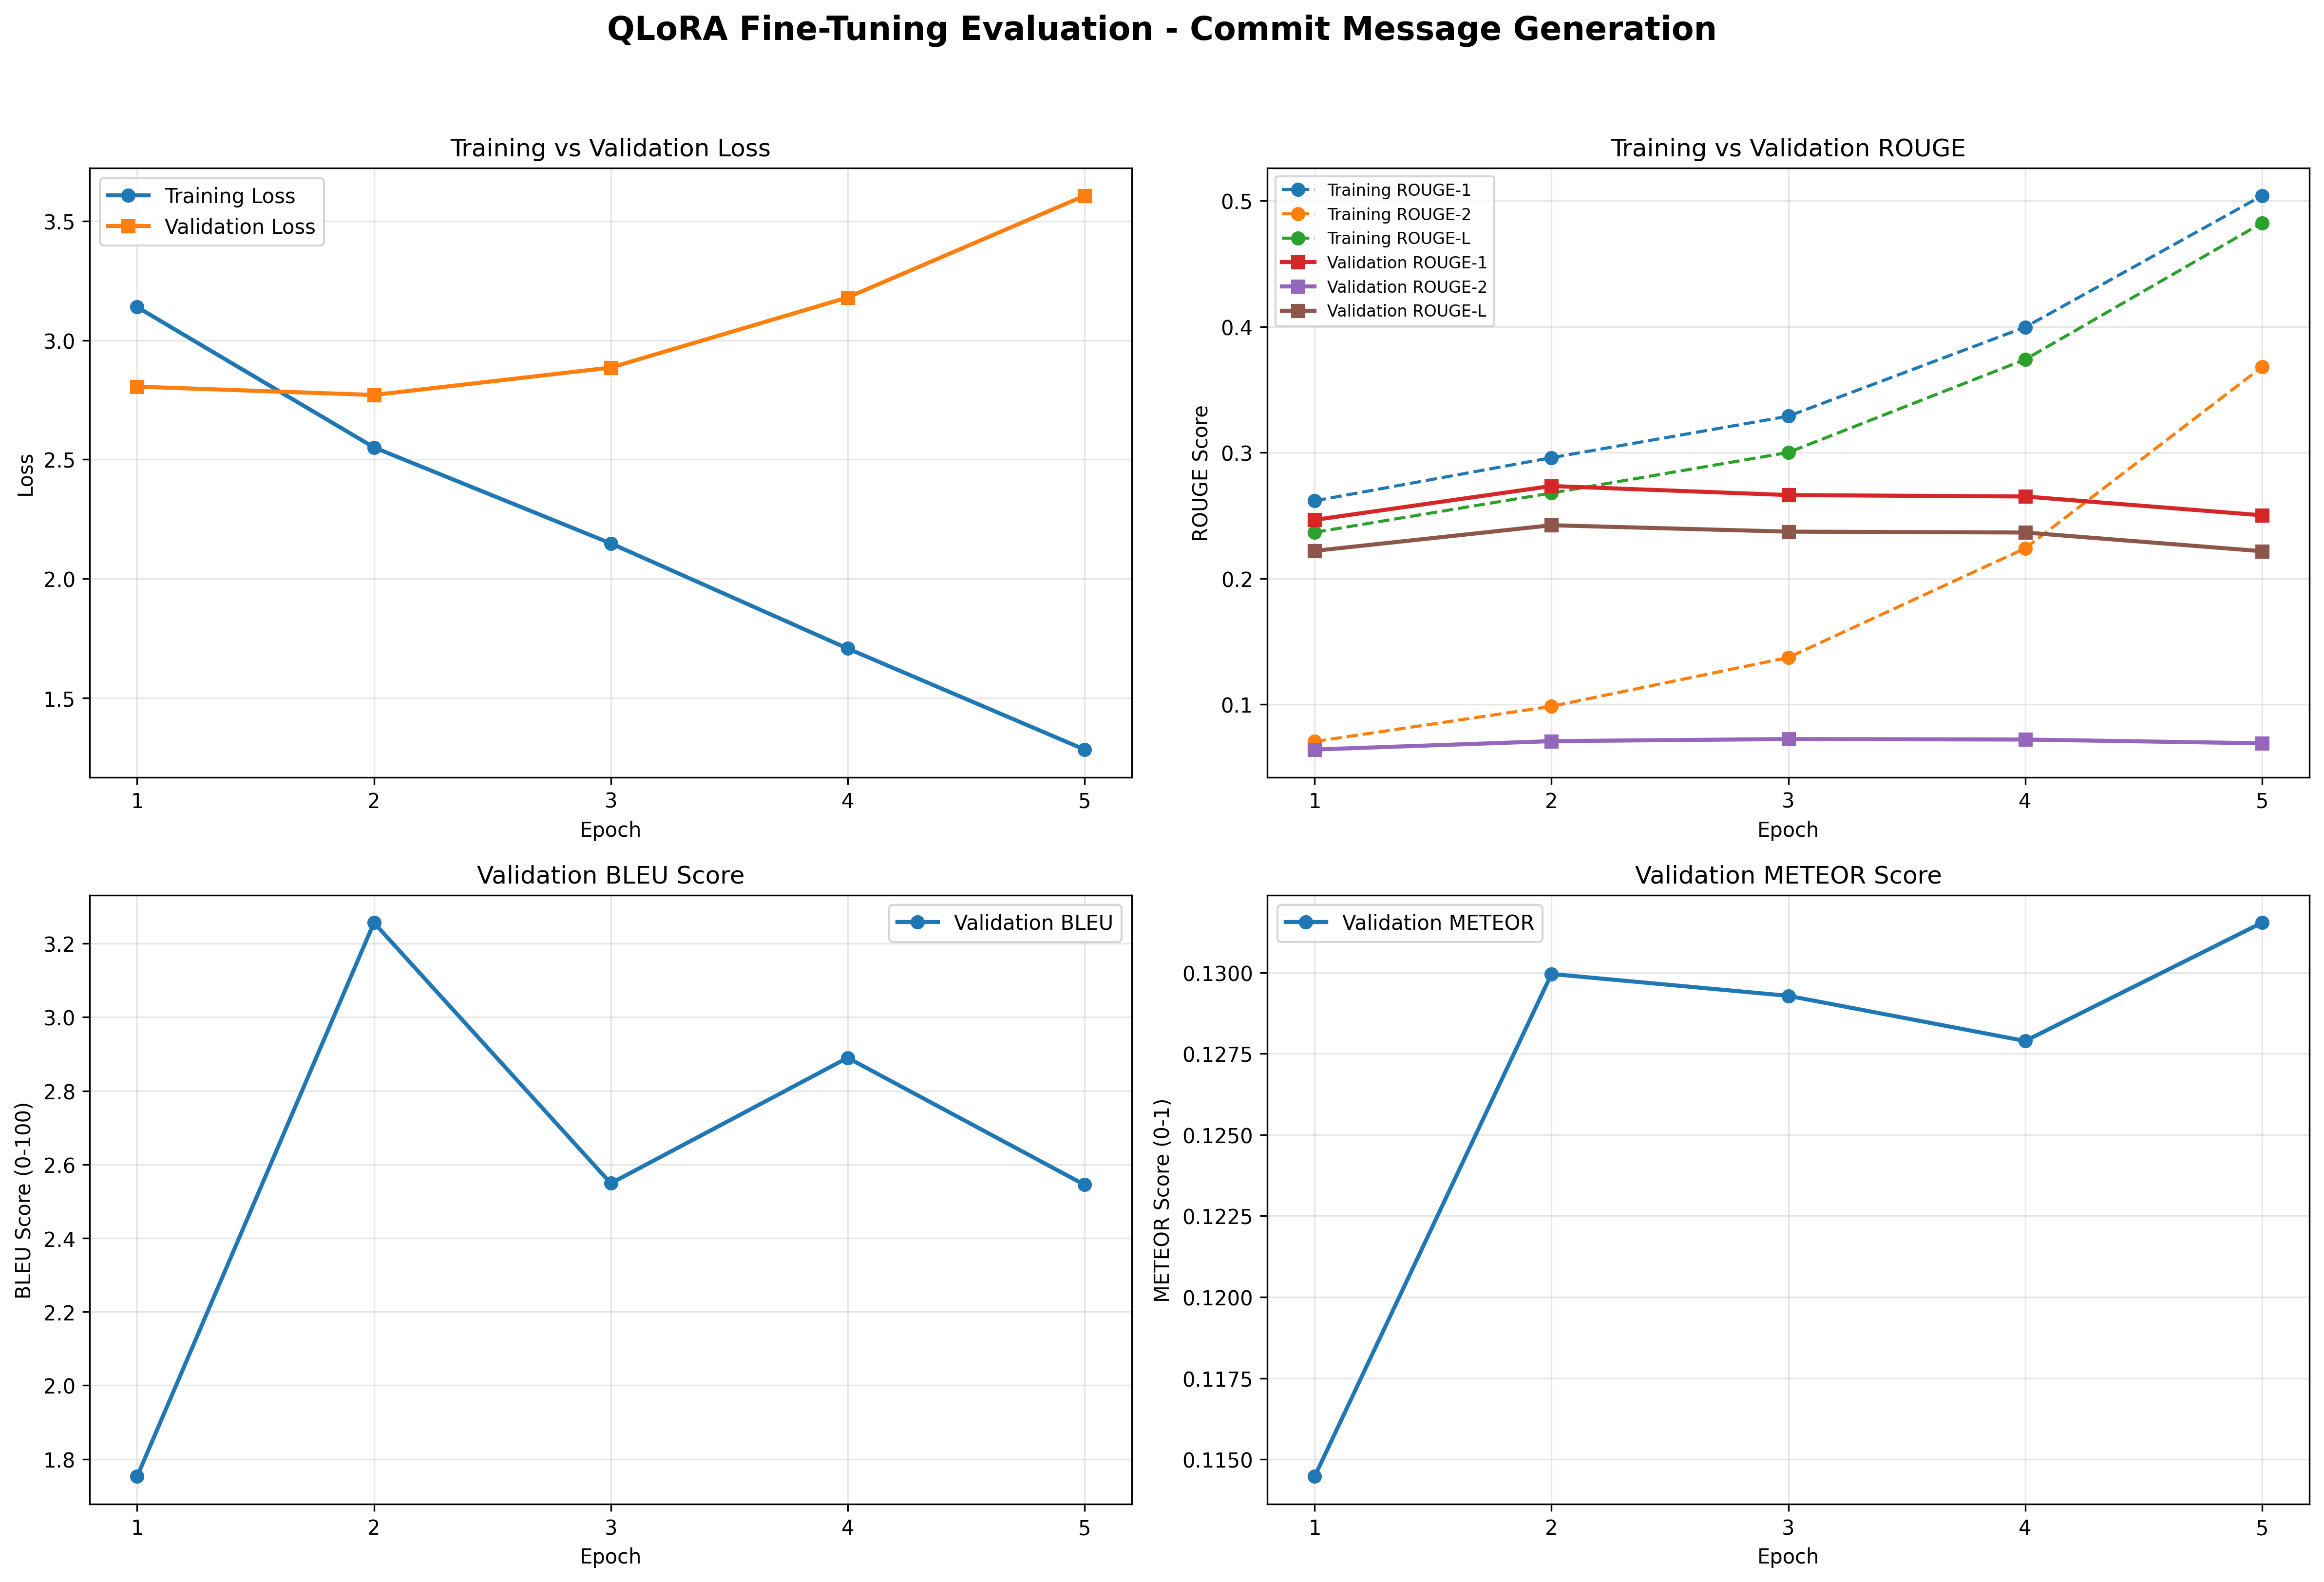 QLoRA Fine-Tuning Evaluation - Commit Message Generation
Training vs Validation Loss
Training Loss
Validation Loss
Loss
3.5
3.0
2.5
2.0
1.5
1
2
3
4
5
Epoch
Training vs Validation ROUGE
Training ROUGE-1
Training ROUGE-2
Training ROUGE-L
Validation ROUGE-1
Validation ROUGE-2
Validation ROUGE-L
ROUGE Score
0.5
0.4
0.3
0.2
0.1
1
2
3
4
5
Epoch
Validation BLEU Score
Validation BLEU
BLEU Score (0-100)
3.2
3.0
2.8
2.6
2.4
2.2
2.0
1.8
1
2
3
4
5
Epoch
Validation METEOR Score
Validation METEOR
METEOR Score (0-1)
0.1300
0.1275
0.1250
0.1225
0.1200
0.1175
0.1150
1
2
3
4
5
Epoch